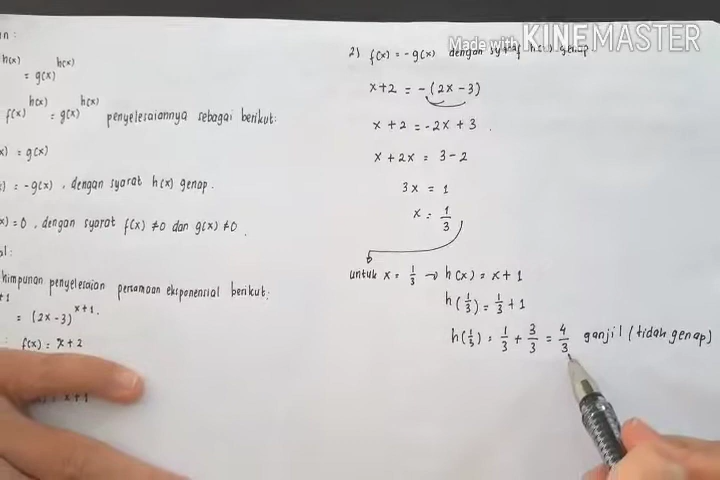 Made with KINEMASTER
h(x) h(x)
= g(x)
h(x) h(x)
f(x) = g(x) penyelesaiannya sebagai berikut:
x) = g(x)
) = -g(x), dengan syarat h(x) genap.
x) = 0, dengan syarat f(x) ≠ 0 dan g(x) ≠ 0.
al:
himpunan penyelesaian persamaan eksponensial berikut:
+1 = (2x-3)^x+1.
: f(x) = x+2
= x+1
2) f(x) = -g(x) dengan syarat h(x) genap.
x+2 = -(2x-3)
x+2 = -2x+3.
x+2x = 3-2
3x = 1
x = 1/3
untuk x = 1/3 → h(x) = x+1
h(1/3) = 1/3 + 1
h(1/3) = 1/3 + 3/3 = 4/3 ganjil (tidak genap)